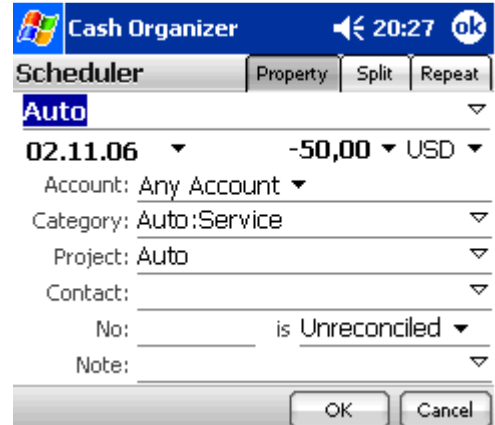 Cash Organizer 20:27 ok
Scheduler Property Split Repeat
Auto
02.11.06 -50,00 USD
Account: Any Account
Category: Auto:Service
Project: Auto
Contact:
No: is Unreconciled
Note:
OK Cancel